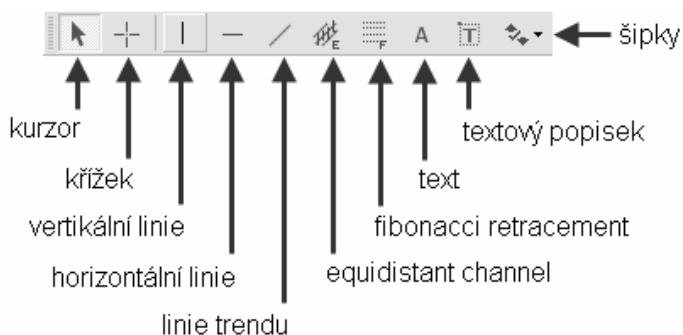 E
F
A
T
šipky
kurzor
textový popisek
křížek
text
vertikální linie
fibonacci retracement
horizontální linie
equidistant channel
linie trendu